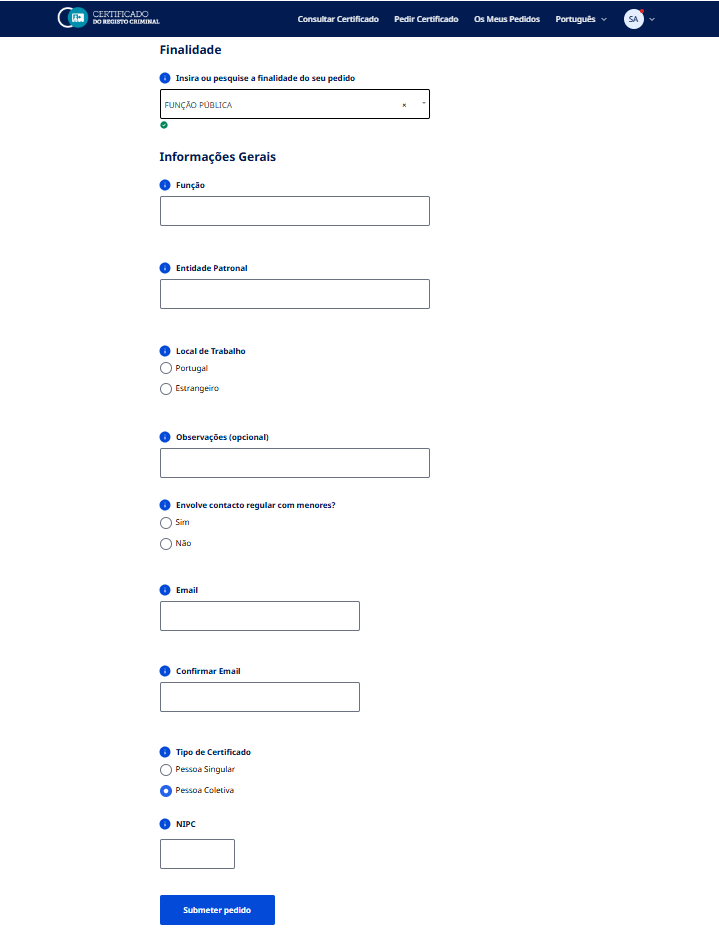 CERTIFICADO
DO REGISTO CRIMINAL
Consultar Certificado Pedir Certificado Os Meus Pedidos Português SA
Finalidade
Insira ou pesquise a finalidade do seu pedido
FUNÇÃO PÚBLICA ×
Informações Gerais
Função
Entidade Patronal
Local de Trabalho
Portugal
Estrangeiro
Observações (opcional)
Envolve contacto regular com menores?
Sim
Não
Email
Confirmar Email
Tipo de Certificado
Pessoa Singular
Pessoa Coletiva
NIPC
Submeter pedido